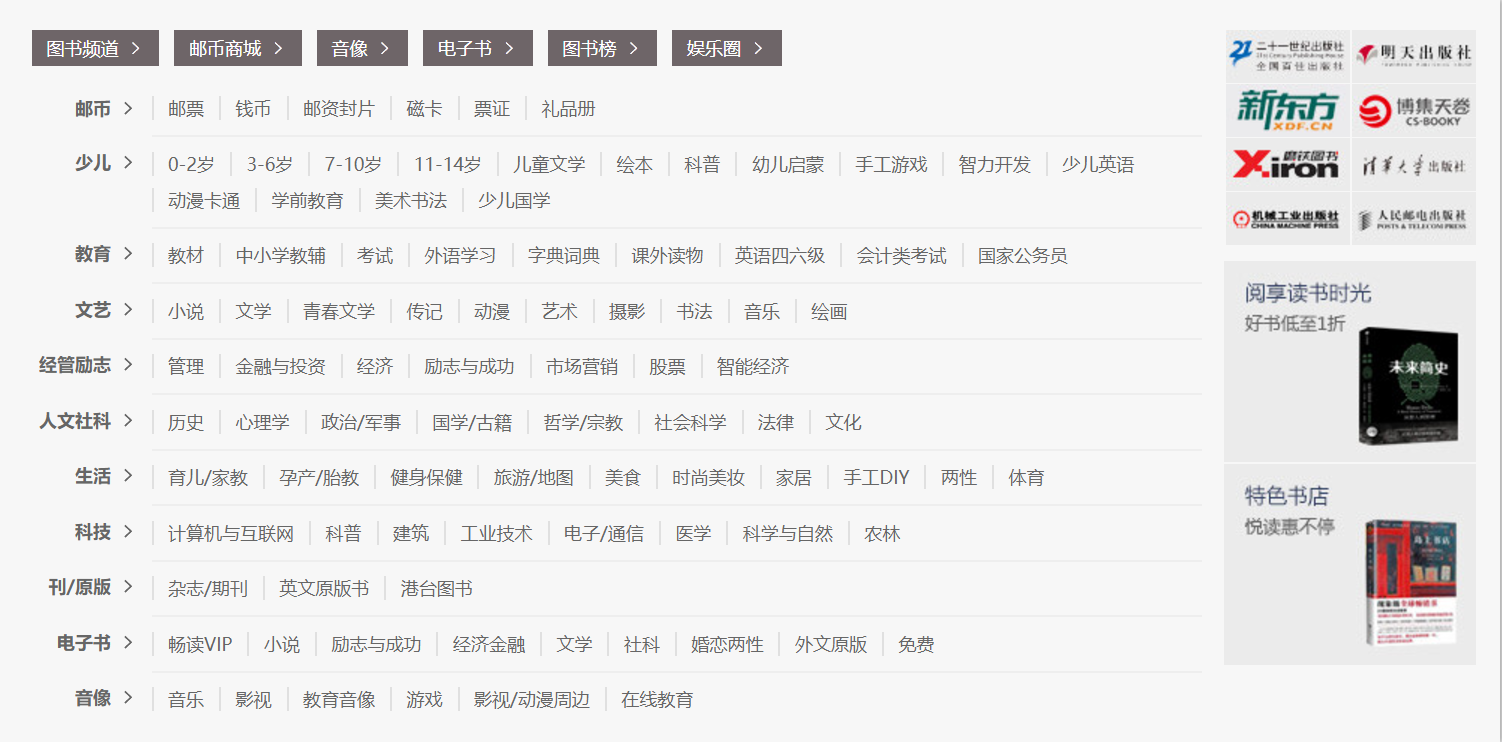 图书频道 邮币商城 音像 电子书 图书榜 娱乐圈
邮币 邮票 钱币 邮资封片 磁卡 票证 礼品册
少儿 0-2岁 3-6岁 7-10岁 11-14岁 儿童文学 绘本 科普 幼儿启蒙 手工游戏 智力开发 少儿英语
动漫卡通 学前教育 美术书法 少儿国学
教育 教材 中小学教辅 考试 外语学习 字典词典 课外读物 英语四六级 会计类考试 国家公务员
文艺 小说 文学 青春文学 传记 动漫 艺术 摄影 书法 音乐 绘画
经管励志 管理 金融与投资 经济 励志与成功 市场营销 股票 智能经济
人文社科 历史 心理学 政治/军事 国学/古籍 哲学/宗教 社会科学 法律 文化
生活 育儿/家教 孕产/胎教 健身保健 旅游/地图 美食 时尚美妆 家居 手工DIY 两性 体育
科技 计算机与互联网 科普 建筑 工业技术 电子/通信 医学 科学与自然 农林
刊/原版 杂志/期刊 英文原版书 港台图书
电子书 畅读VIP 小说 励志与成功 经济金融 文学 社科 婚恋两性 外文原版 免费
音像 音乐 影视 教育音像 游戏 影视/动漫周边 在线教育
21 二十一世纪出版社
21st Century Publishing House
全国百佳出版社
明天出版社
新东方
XDF.CN
博集天卷
CS-BOOKY
磨铁图书
X-iron
清华大学出版社
机械工业出版社
CHINA MACHINE PRESS
人民邮电出版社
POSTS & TELECOM PRESS
阅享读书时光
好书低至1折
未来简史
特色书店
悦读惠不停
岛上书店